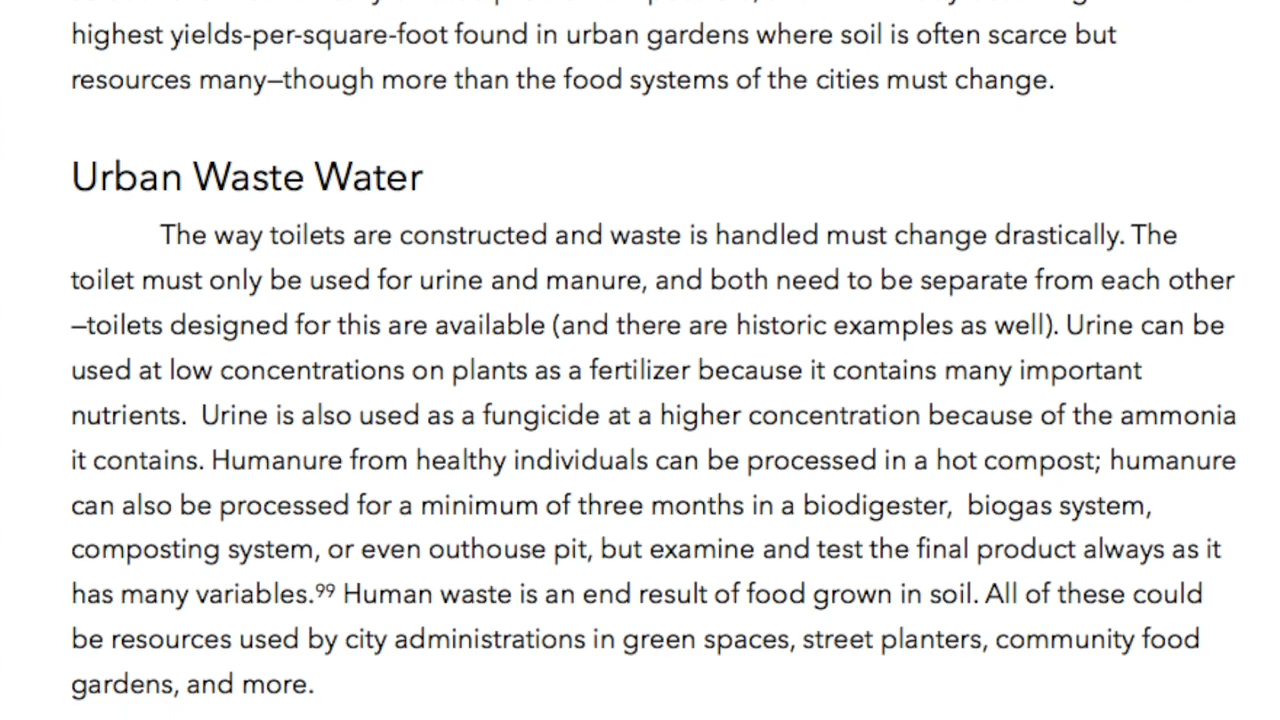 highest yields-per-square-foot found in urban gardens where soil is often scarce but
resources many–though more than the food systems of the cities must change.
Urban Waste Water
The way toilets are constructed and waste is handled must change drastically. The
toilet must only be used for urine and manure, and both need to be separate from each other
–toilets designed for this are available (and there are historic examples as well). Urine can be
used at low concentrations on plants as a fertilizer because it contains many important
nutrients.  Urine is also used as a fungicide at a higher concentration because of the ammonia
it contains. Humanure from healthy individuals can be processed in a hot compost; humanure
can also be processed for a minimum of three months in a biodigester,  biogas system,
composting system, or even outhouse pit, but examine and test the final product always as it
has many variables.⁹⁹ Human waste is an end result of food grown in soil. All of these could
be resources used by city administrations in green spaces, street planters, community food
gardens, and more.